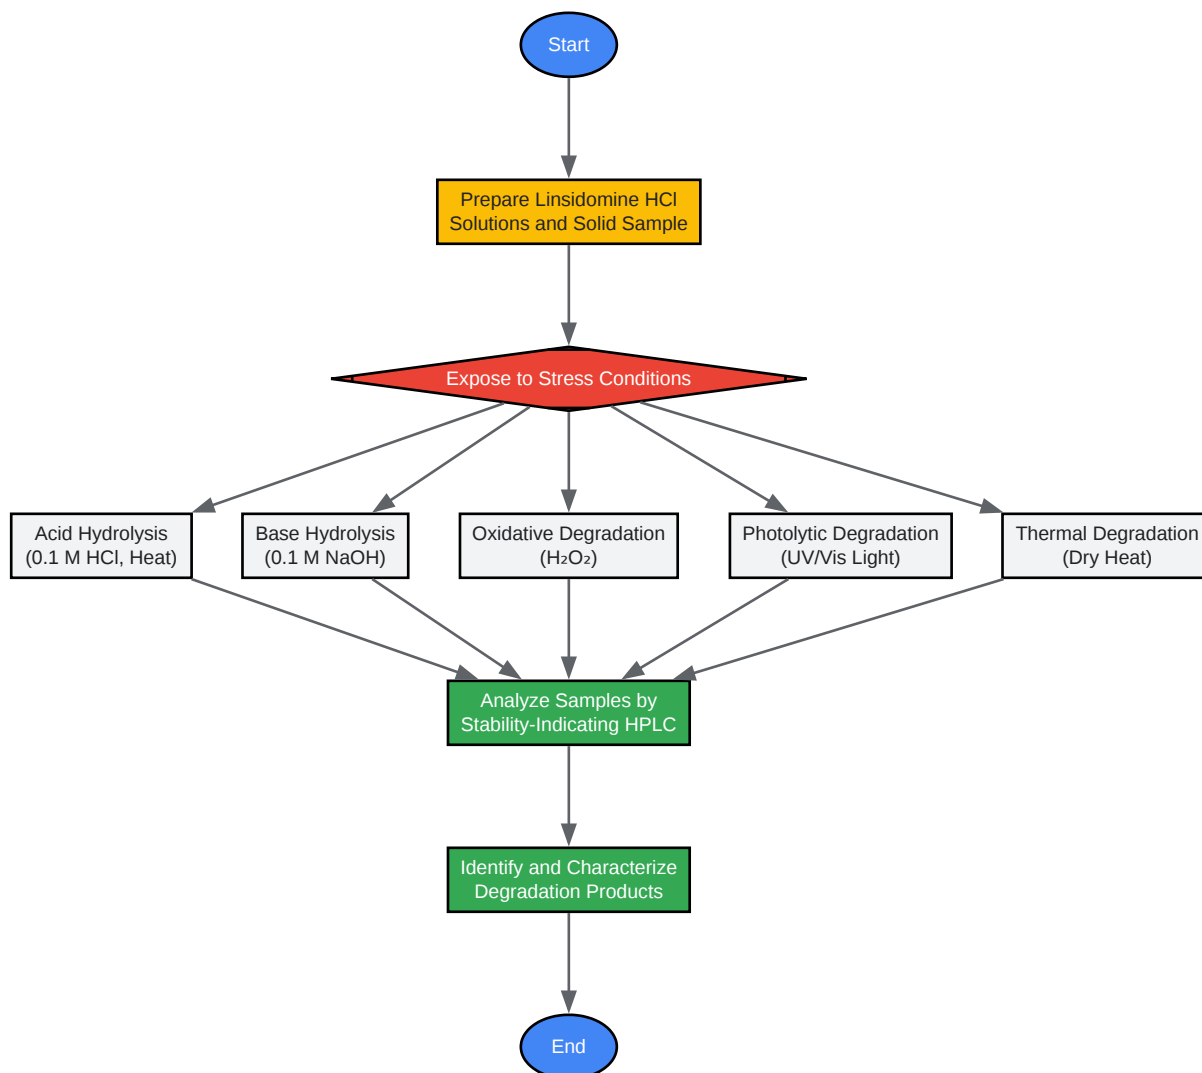 Start
Prepare Linsidomine HCl
Solutions and Solid Sample
Expose to Stress Conditions
Acid Hydrolysis
(0.1 M HCl, Heat)
Base Hydrolysis
(0.1 M NaOH)
Oxidative Degradation
(H₂O₂)
Photolytic Degradation
(UV/Vis Light)
Thermal Degradation
(Dry Heat)
Analyze Samples by
Stability-Indicating HPLC
Identify and Characterize
Degradation Products
End